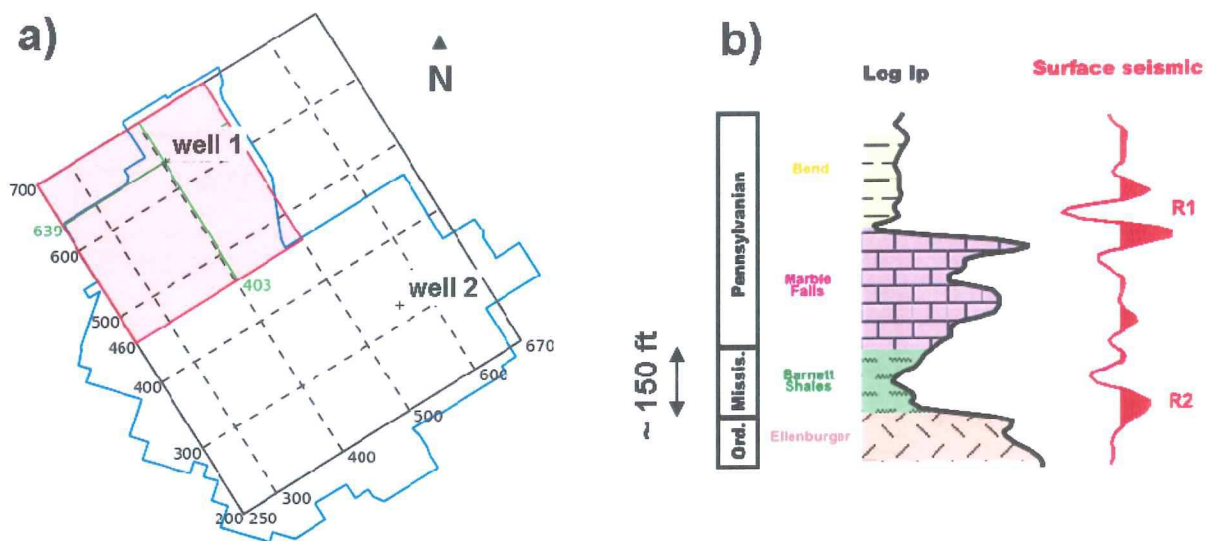 a)
N
well 1
700
639
600
403
500
460
well 2
400
670
600
500
300
400
300
200 250
b)
Log Ip
Surface seismic
Pennsylvanian
Bend
R1
Marble
Falls
~ 150 ft
Missis.
Barnett
Shales
R2
Ord.
Ellenburger